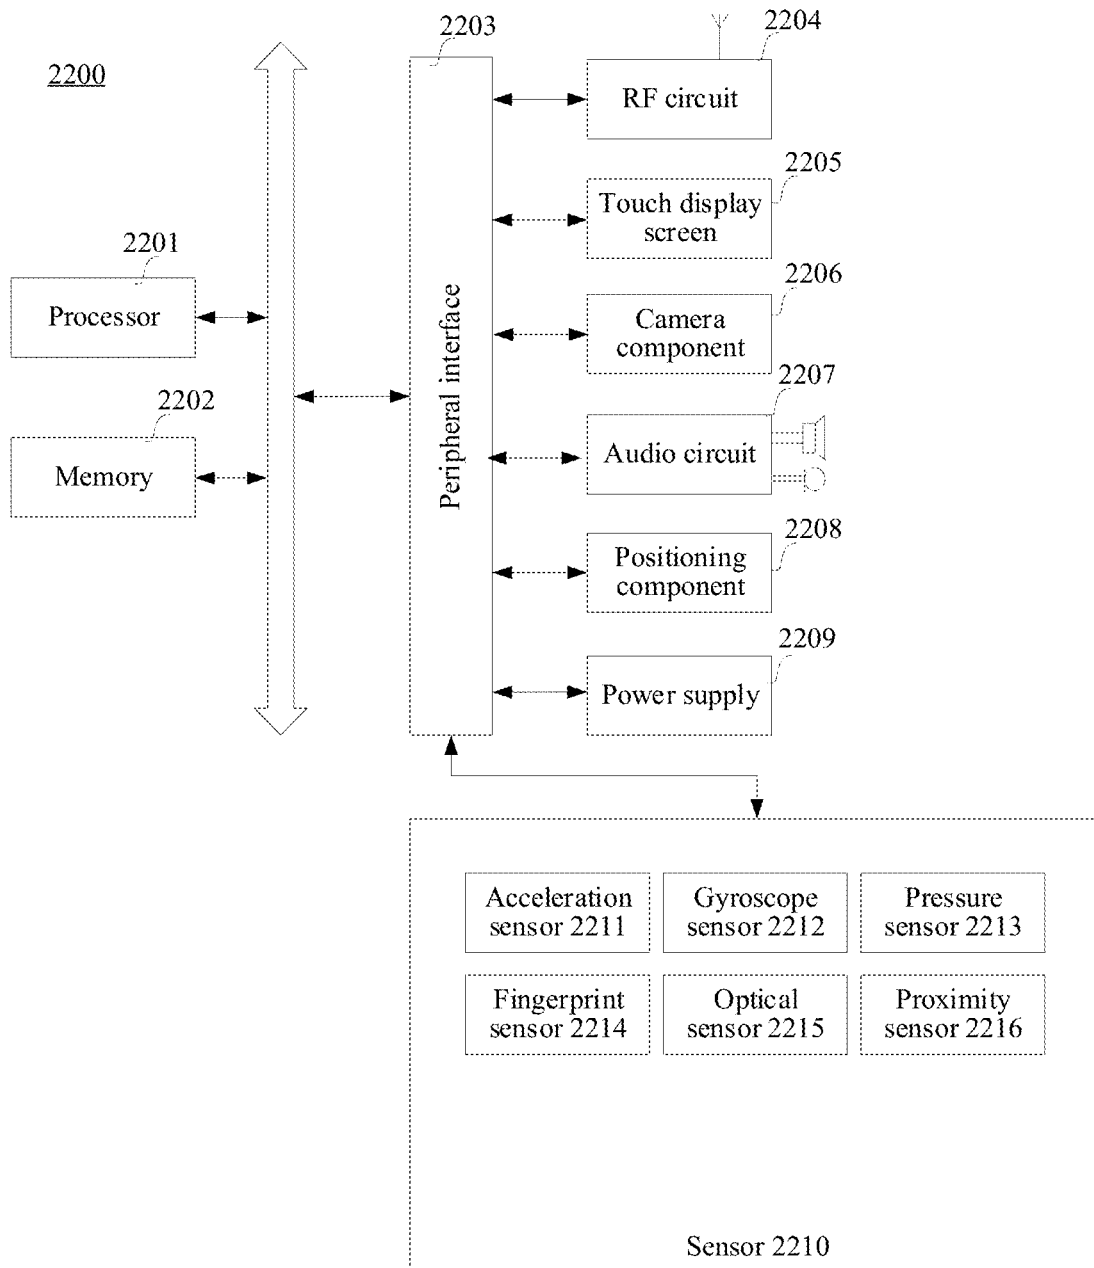 2200
2203
2204
RF circuit
2205
Touch display
screen
2201
Processor
2206
Camera
component
Peripheral interface
2202
Memory
2207
Audio circuit
2208
Positioning
component
2209
Power supply
Acceleration
sensor 2211
Gyroscope
sensor 2212
Pressure
sensor 2213
Fingerprint
sensor 2214
Optical
sensor 2215
Proximity
sensor 2216
Sensor 2210